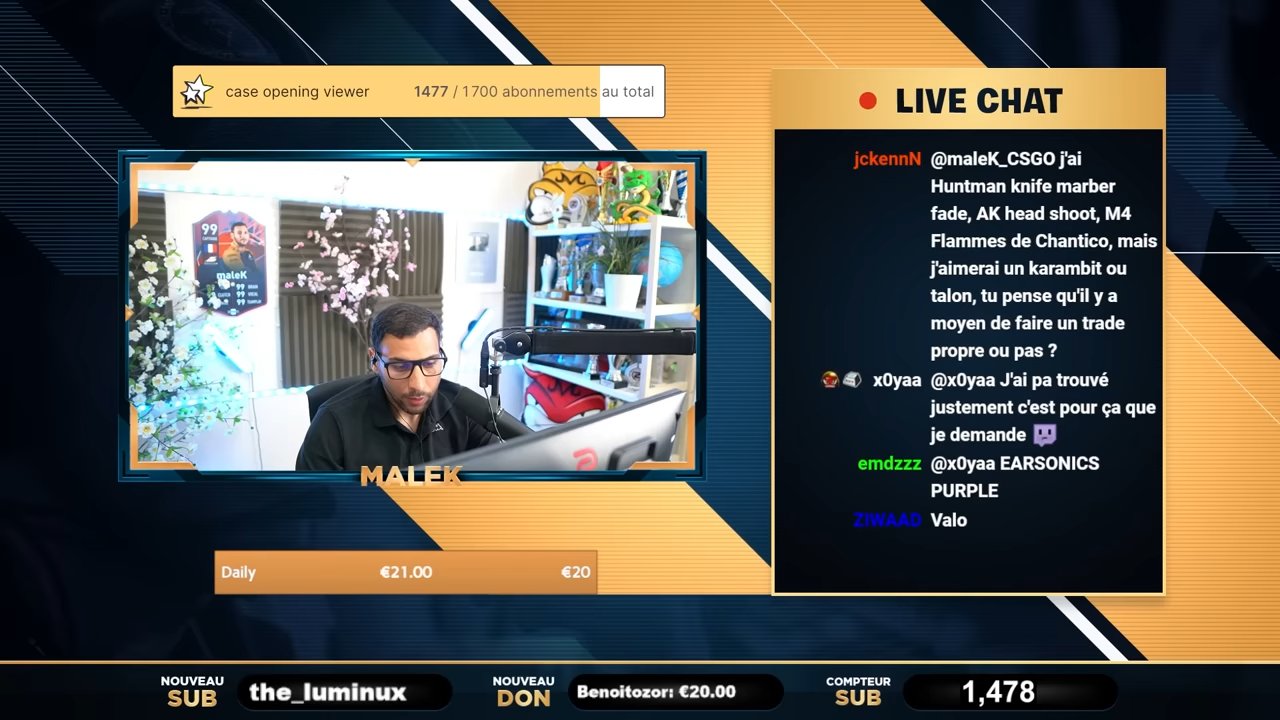 case opening viewer 1477 / 1700 abonnements au total
LIVE CHAT
jckennN @maleK_CSGO j'ai
Huntman knife marber
fade, AK head shoot, M4
Flammes de Chantico, mais
j'aimerai un karambit ou
talon, tu pense qu'il y a
moyen de faire un trade
propre ou pas ?
x0yaa @x0yaa J'ai pa trouvé
justement c'est pour ça que
je demande
emdzzz @x0yaa EARSONICS
PURPLE
ZIWAAD Valo
99
maleK
MALEK
Daily €21.00 €20
NOUVEAU
SUB
the_luminux
NOUVEAU
DON
Benoitozor: €20.00
COMPTEUR
SUB
1,478